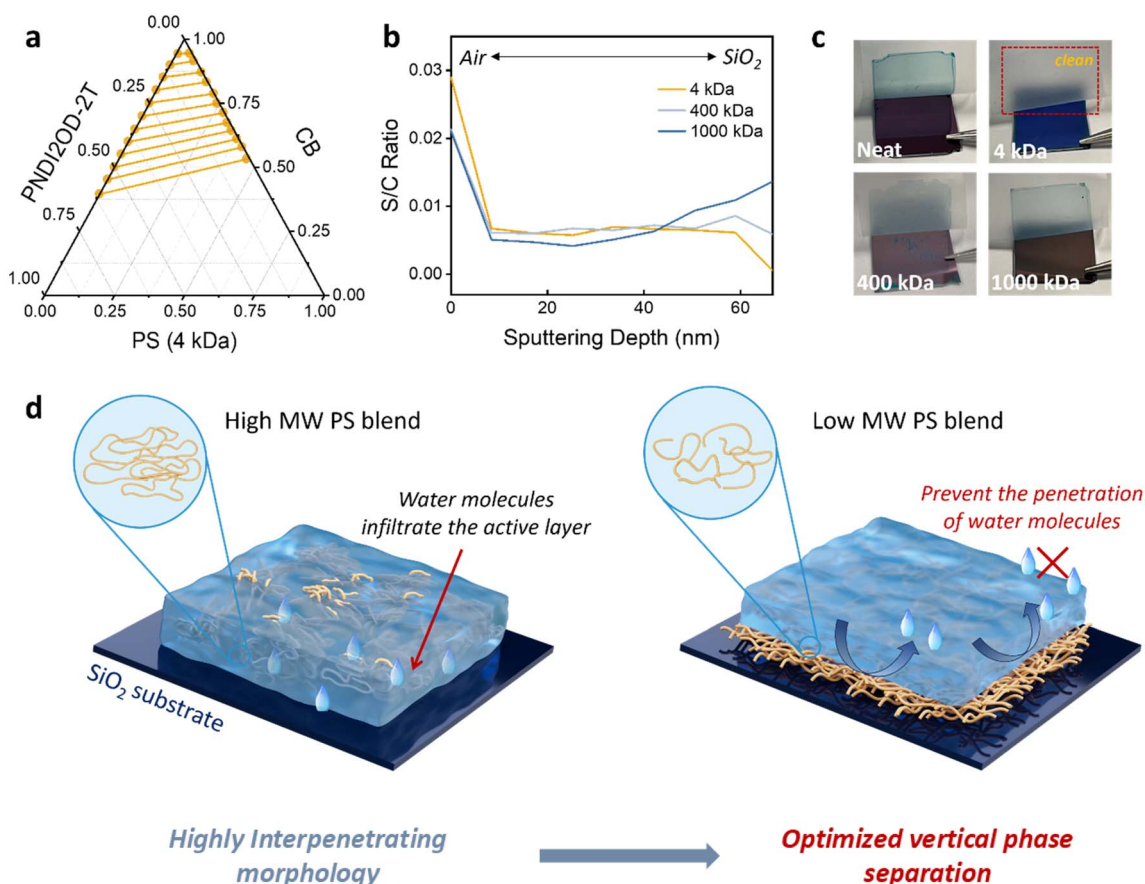 a
0.00
1.00
0.25
0.75
0.50
0.50
0.75
0.25
1.00
0.00
0.00
0.25
0.50
0.75
1.00
PNDI2OD-2T
CB
PS (4 kDa)
b
Air
SiO2
0.03
0.02
0.01
0.00
S/C Ratio
4 kDa
400 kDa
1000 kDa
0
20
40
60
Sputtering Depth (nm)
c
Neat
clean
4 kDa
400 kDa
1000 kDa
d
High MW PS blend
Water molecules
infiltrate the active layer
SiO2 substrate
Low MW PS blend
Prevent the penetration
of water molecules
Highly Interpenetrating
morphology
Optimized vertical phase
separation